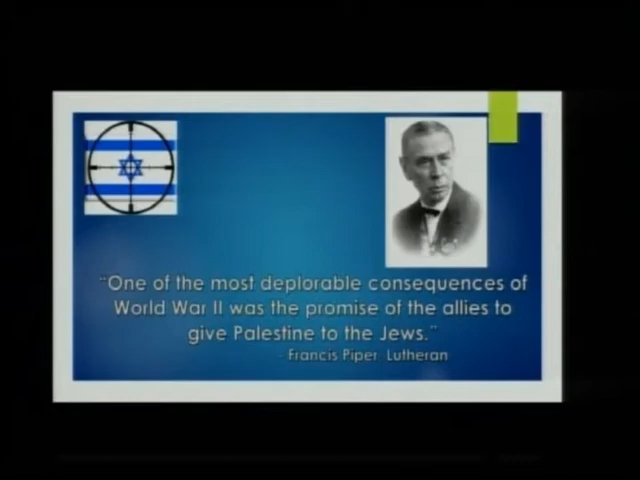 "One of the most deplorable consequences of
World War II was the promise of the allies to
give Palestine to the Jews."
- Francis Piper Lutheran